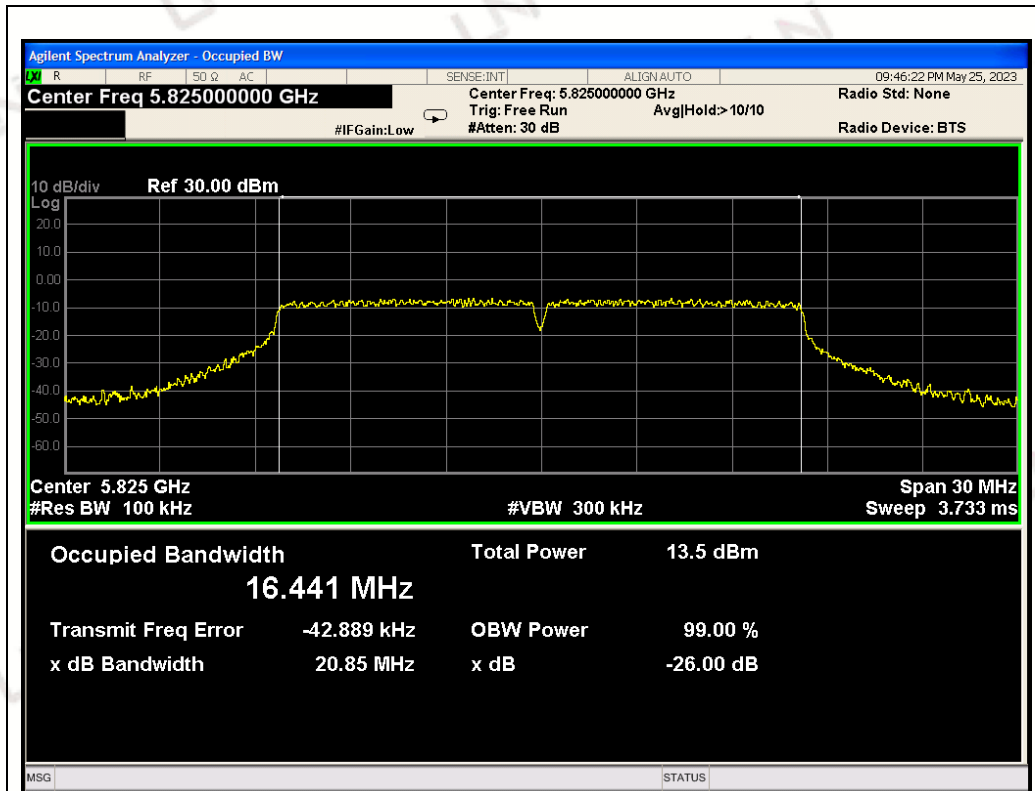 Agilent Spectrum Analyzer - Occupied BW
LXI R RF 50 Ω AC SENSE:INT ALIGN AUTO 09:46:22 PM May 25, 2023
Center Freq 5.825000000 GHz Center Freq: 5.825000000 GHz Radio Std: None
Trig: Free Run Avg|Hold:> 10/10
#IFGain:Low #Atten: 30 dB Radio Device: BTS
10 dB/div Ref 30.00 dBm
Log
20.0
10.0
0.00
-10.0
-20.0
-30.0
-40.0
-50.0
-60.0
Center 5.825 GHz Span 30 MHz
#Res BW 100 kHz #VBW 300 kHz Sweep 3.733 ms
Occupied Bandwidth Total Power 13.5 dBm
16.441 MHz
Transmit Freq Error -42.889 kHz OBW Power 99.00 %
x dB Bandwidth 20.85 MHz x dB -26.00 dB
MSG STATUS